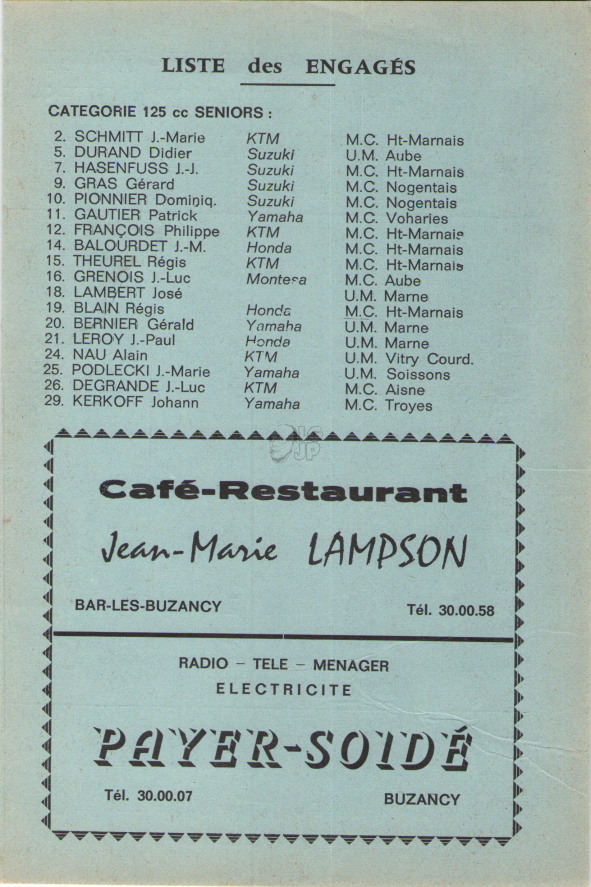 LISTE des ENGAGÉS
CATEGORIE 125 cc SENIORS :
2. SCHMITT J.-Marie KTM M.C. Ht-Marnais
5. DURAND Didier Suzuki U.M. Aube
7. HASENFUSS J.-J. Suzuki M.C. Ht-Marnais
9. GRAS Gérard Suzuki M.C. Nogentais
10. PIONNIER Dominiq. Suzuki M.C. Nogentais
11. GAUTIER Patrick Yamaha M.C. Voharies
12. FRANÇOIS Philippe KTM M.C. Ht-Marnais
14. BALOURDET J.-M. Honda M.C. Ht-Marnais
15. THEUREL Régis KTM M.C. Ht-Marnais
16. GRENOIS J.-Luc Montesa M.C. Aube
18. LAMBERT José U.M. Marne
19. BLAIN Régis Honda M.C. Ht-Marnais
20. BERNIER Gérald Yamaha U.M. Marne
21. LEROY J.-Paul Honda U.M. Marne
24. NAU Alain KTM U.M. Vitry Courd.
25. PODLECKI J.-Marie Yamaha U.M. Soissons
26. DEGRANDE J.-Luc KTM M.C. Aisne
29. KERKOFF Johann Yamaha M.C. Troyes
Café-Restaurant
Jean-Marie LAMPSON
BAR-LES-BUZANCY Tél. 30.00.58
RADIO - TELE - MENAGER
ELECTRICITE
PAYER-SOIDÉ
Tél. 30.00.07 BUZANCY